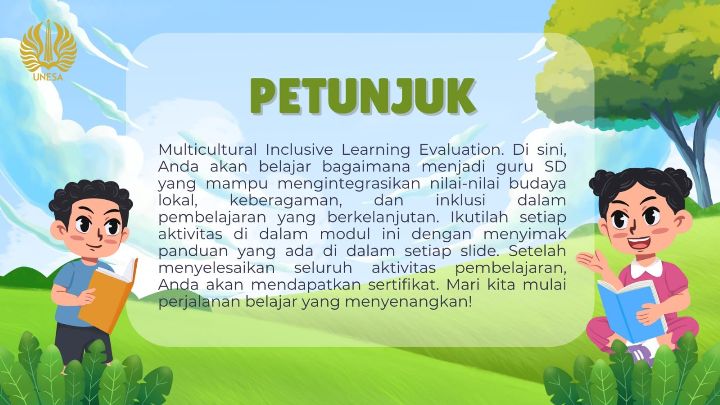 UNESA
PETUNJUK
Multicultural Inclusive Learning Evaluation. Di sini,
Anda akan belajar bagaimana menjadi guru SD
yang mampu mengintegrasikan nilai-nilai budaya
lokal, keberagaman, dan inklusi dalam
pembelajaran yang berkelanjutan. Ikutilah setiap
aktivitas di dalam modul ini dengan menyimak
panduan yang ada di dalam setiap slide. Setelah
menyelesaikan seluruh aktivitas pembelajaran,
Anda akan mendapatkan sertifikat. Mari kita mulai
perjalanan belajar yang menyenangkan!